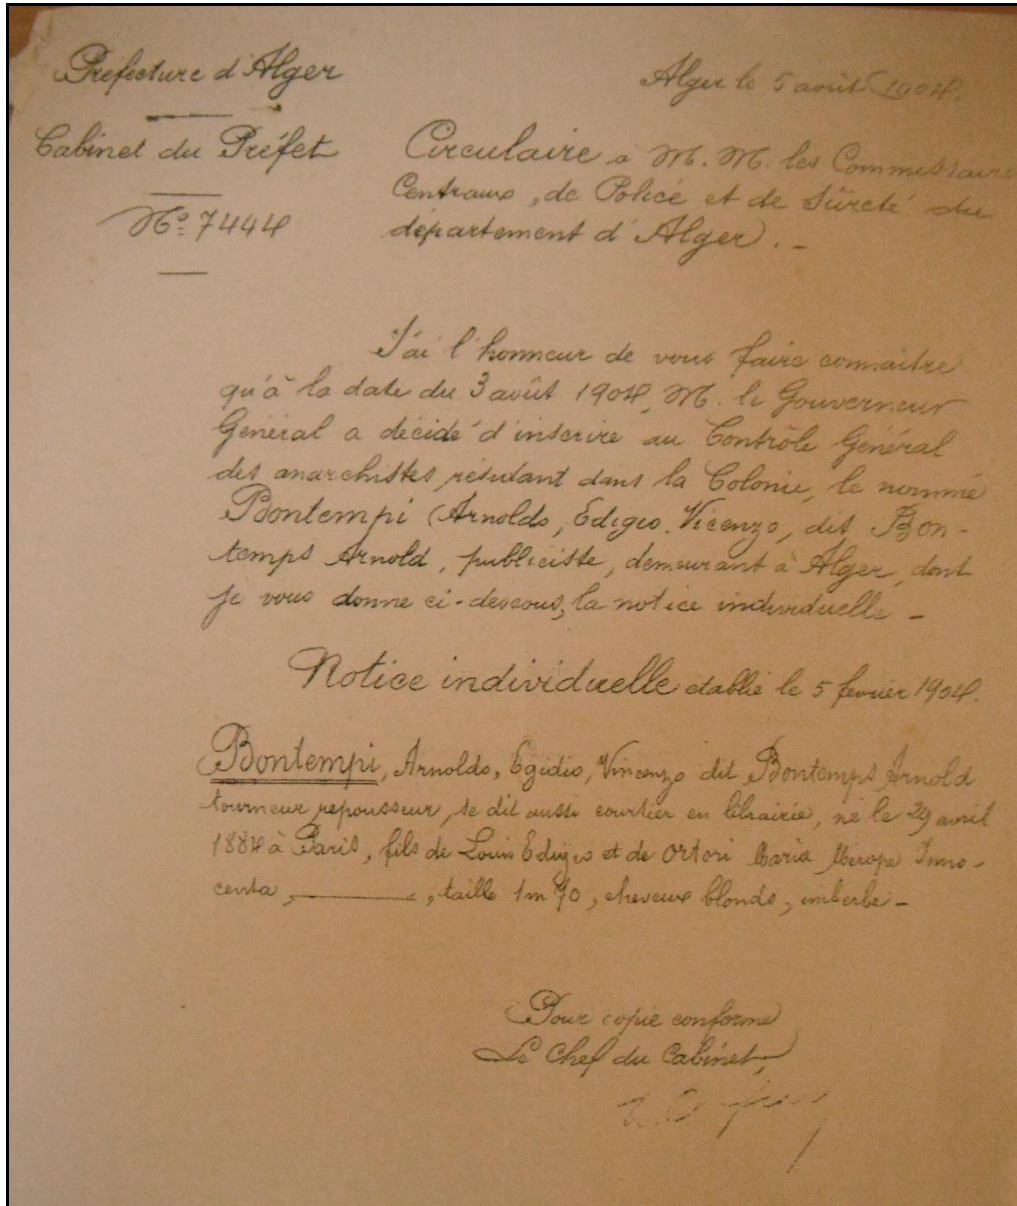 Préfecture d'Alger
Alger le 5 août 1904.
Cabinet du Préfet
Nº 7444
Circulaire a M. M. les Commissaires
Centraux, de Police et de Sûreté du
département d'Alger. -
J'ai l'honneur de vous faire connaître
qu'à la date du 3 août 1904, M. le Gouverneur
Général a décidé d'inscrire au Contrôle Général
des anarchistes résidant dans la Colonie, le nommé
Bontempi (Arnoldo, Edigio, Vicenzo, dit Bon-
temps Arnold, publiciste, demeurant à Alger, dont
je vous donne ci-dessous, la notice individuelle -
Notice individuelle établie le 5 février 1904.
Bontempi, Arnoldo, Egidio, Vincenzo dit Bontemps Arnold
tourneur repousseur, se dit aussi courtier en librairie, né le 29 avril
1884 à Paris, fils de Louis Edigio et de Ortori Maria Merope Inno-
centa, , taille 1m 70, cheveux blonds, imberbe -
Pour copie conforme
Le Chef du Cabinet,